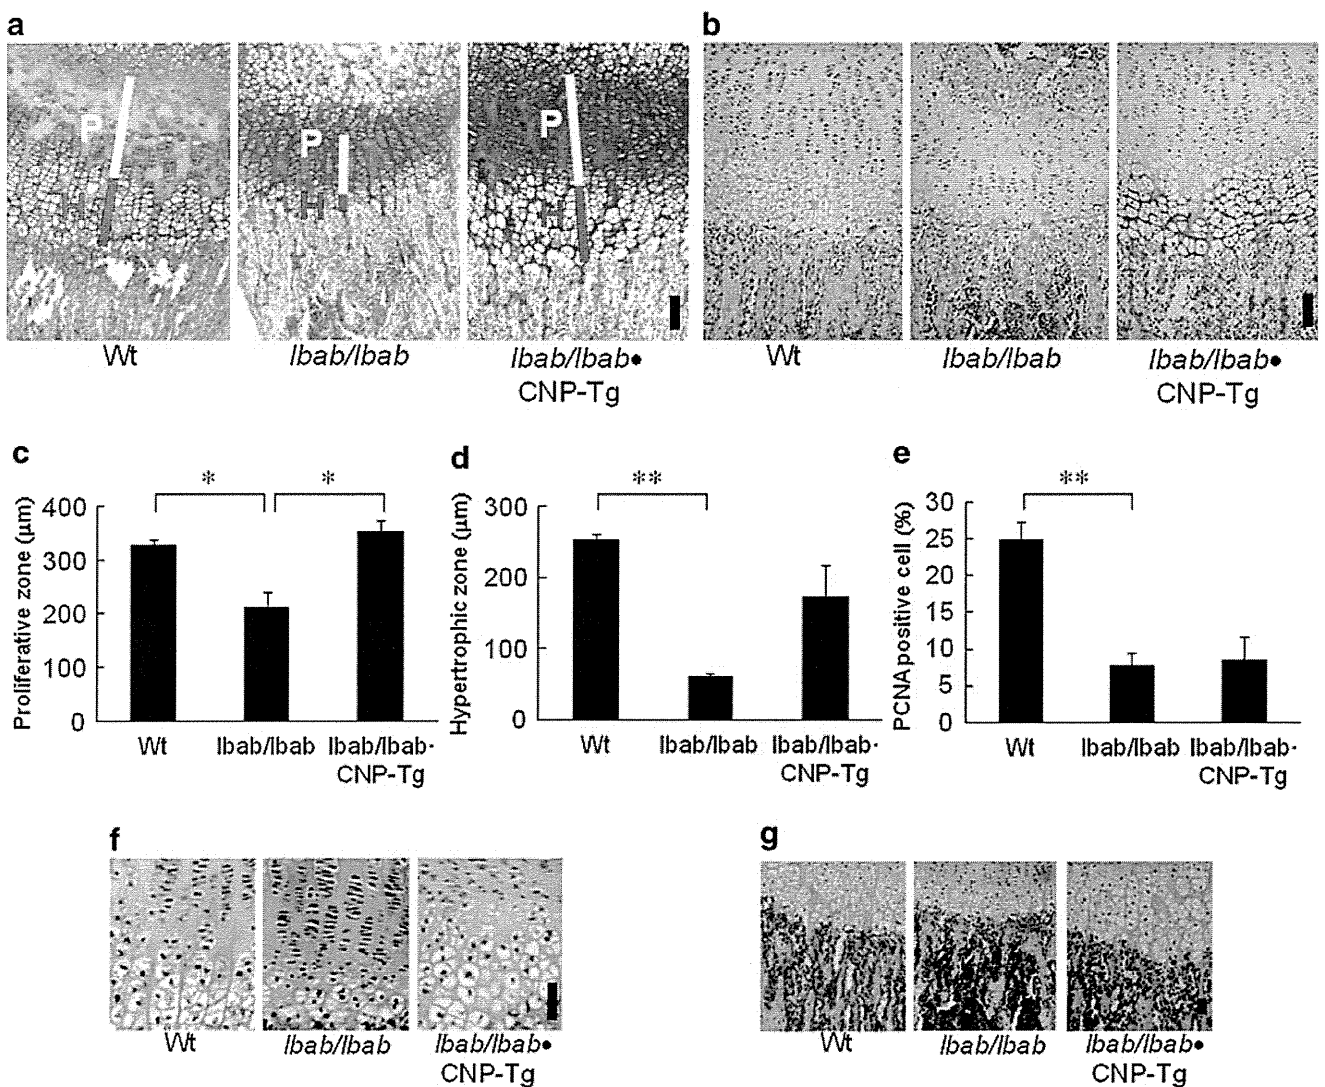 a
b
P
H
P
H
P
H
Wt
lbab/lbab
lbab/lbab•
CNP-Tg
Wt
lbab/lbab
lbab/lbab•
CNP-Tg
c
Proliferative zone (µm)
400
300
200
100
0
*
*
Wt
lbab/lbab
lbab/lbab·
CNP-Tg
d
Hypertrophic zone (µm)
300
200
100
0
**
Wt
lbab/lbab
lbab/lbab·
CNP-Tg
e
PCNA positive cell (%)
30
25
20
15
10
5
0
**
Wt
lbab/lbab
lbab/lbab·
CNP-Tg
f
Wt
lbab/lbab
lbab/lbab•
CNP-Tg
g
Wt
lbab/lbab
lbab/lbab•
CNP-Tg